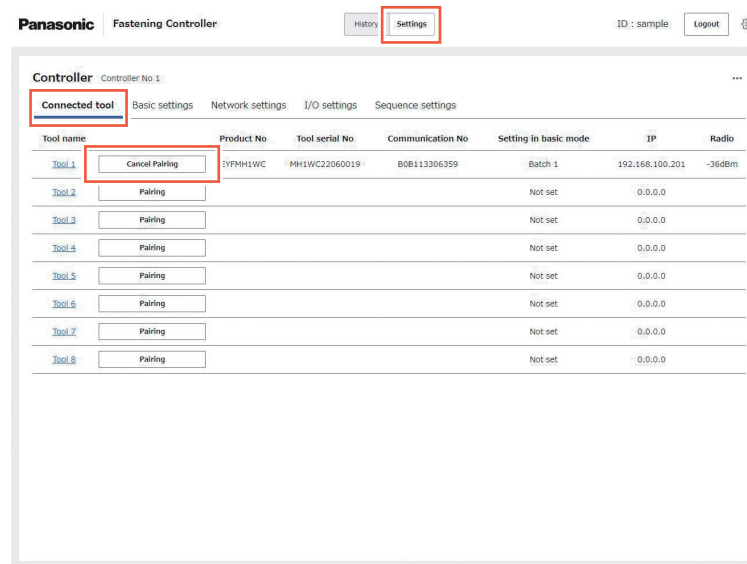 Panasonic Fastening Controller History Settings ID : sample Logout
Controller Controller No 1 ...
Connected tool Basic settings Network settings I/O settings Sequence settings
Tool name Product No Tool serial No Communication No Setting in basic mode IP Radio
Tool 1 Cancel Pairing EYFMH1WC MH1WC22060019 B0B113306359 Batch 1 192.168.100.201 -36dBm
Tool 2 Pairing Not set 0.0.0.0
Tool 3 Pairing Not set 0.0.0.0
Tool 4 Pairing Not set 0.0.0.0
Tool 5 Pairing Not set 0.0.0.0
Tool 6 Pairing Not set 0.0.0.0
Tool 7 Pairing Not set 0.0.0.0
Tool 8 Pairing Not set 0.0.0.0